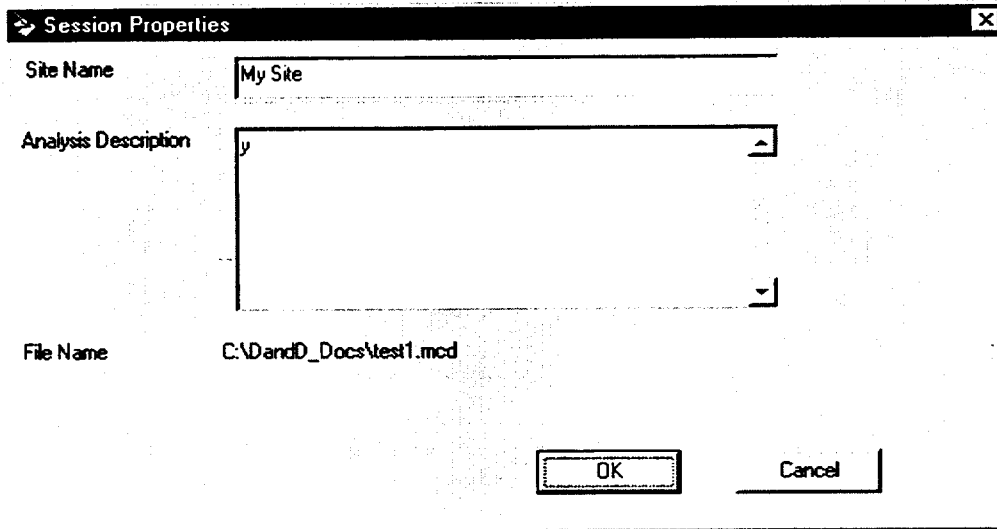 Session Properties
Site Name
My Site
Analysis Description
y
File Name
C:\DandD_Docs\test1.mcd
OK
Cancel